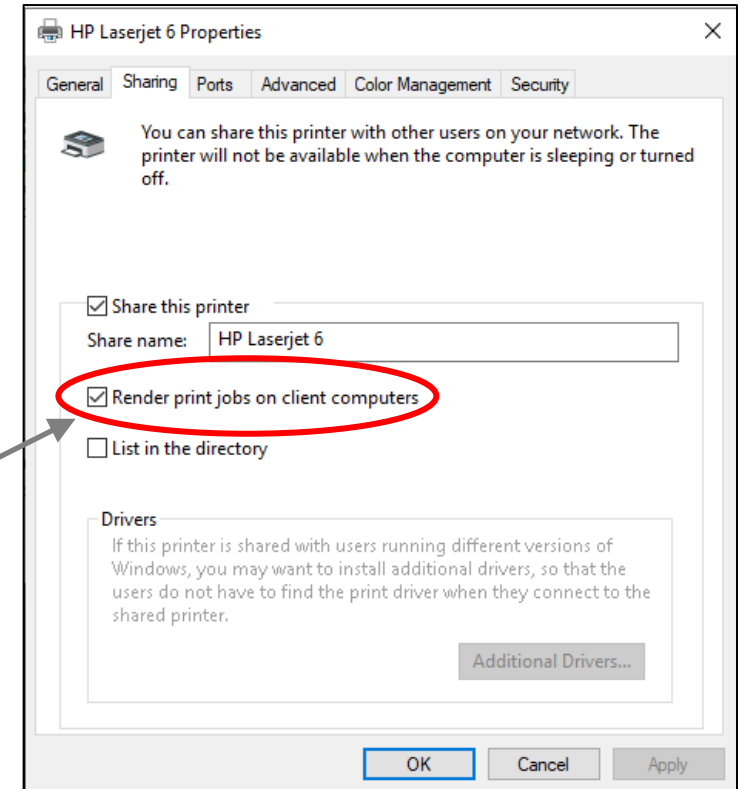 HP Laserjet 6 Properties
General Sharing Ports Advanced Color Management Security
You can share this printer with other users on your network. The
printer will not be available when the computer is sleeping or turned
off.
Share this printer
Share name: HP Laserjet 6
Render print jobs on client computers
List in the directory
Drivers
If this printer is shared with users running different versions of
Windows, you may want to install additional drivers, so that the
users do not have to find the print driver when they connect to the
shared printer.
Additional Drivers...
OK Cancel Apply